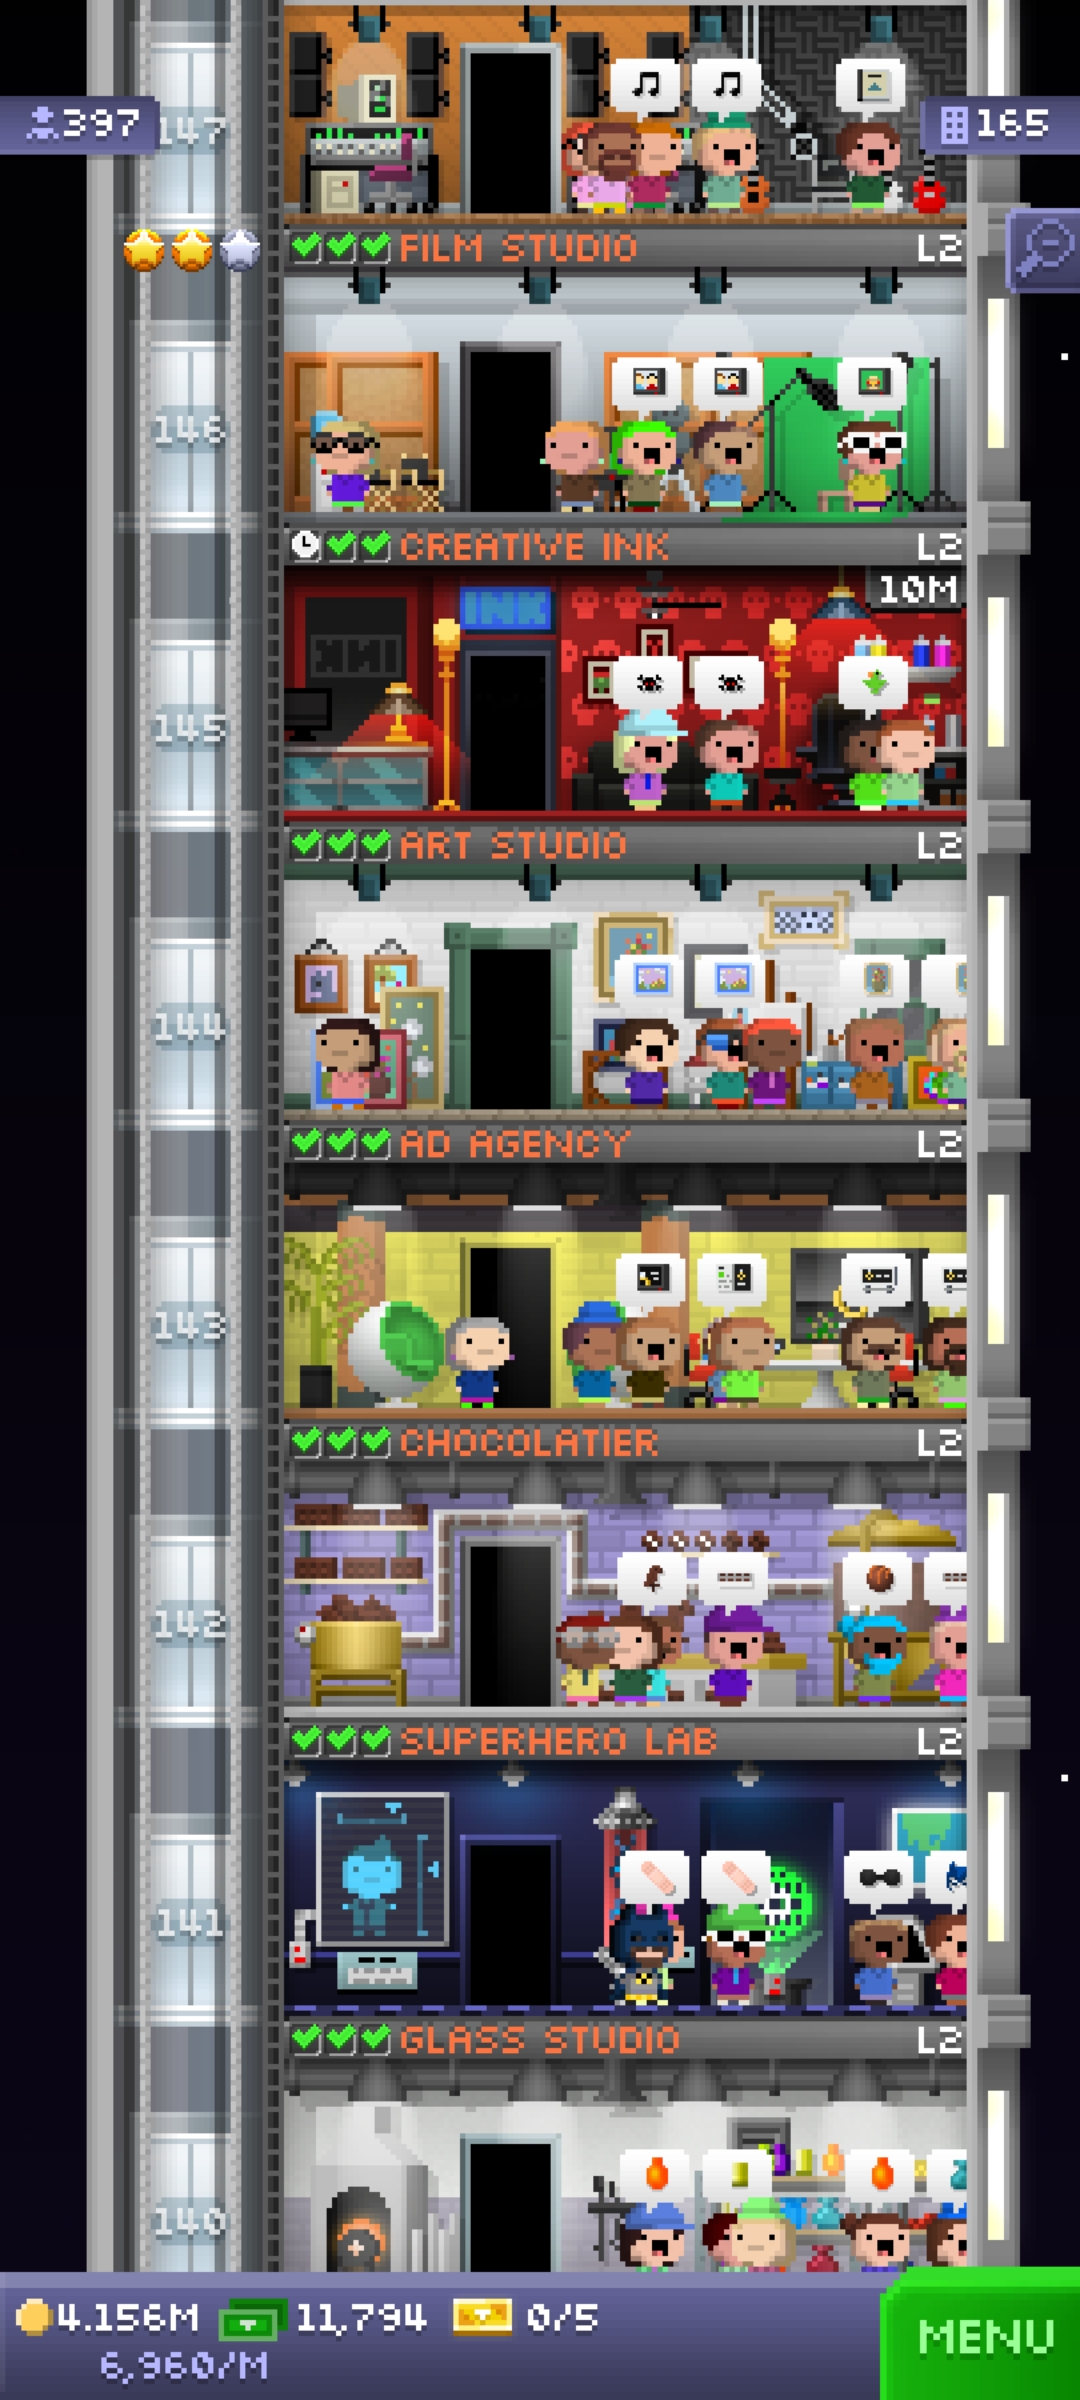 397
147
165
FILM STUDIO L2
146
CREATIVE INK L2
10M
INK
145
ART STUDIO L2
144
AD AGENCY L2
143
CHOCOLATIER L2
142
SUPERHERO LAB L2
141
GLASS STUDIO L2
140
4.156M 11,794 0/5
6,960/M
MENU